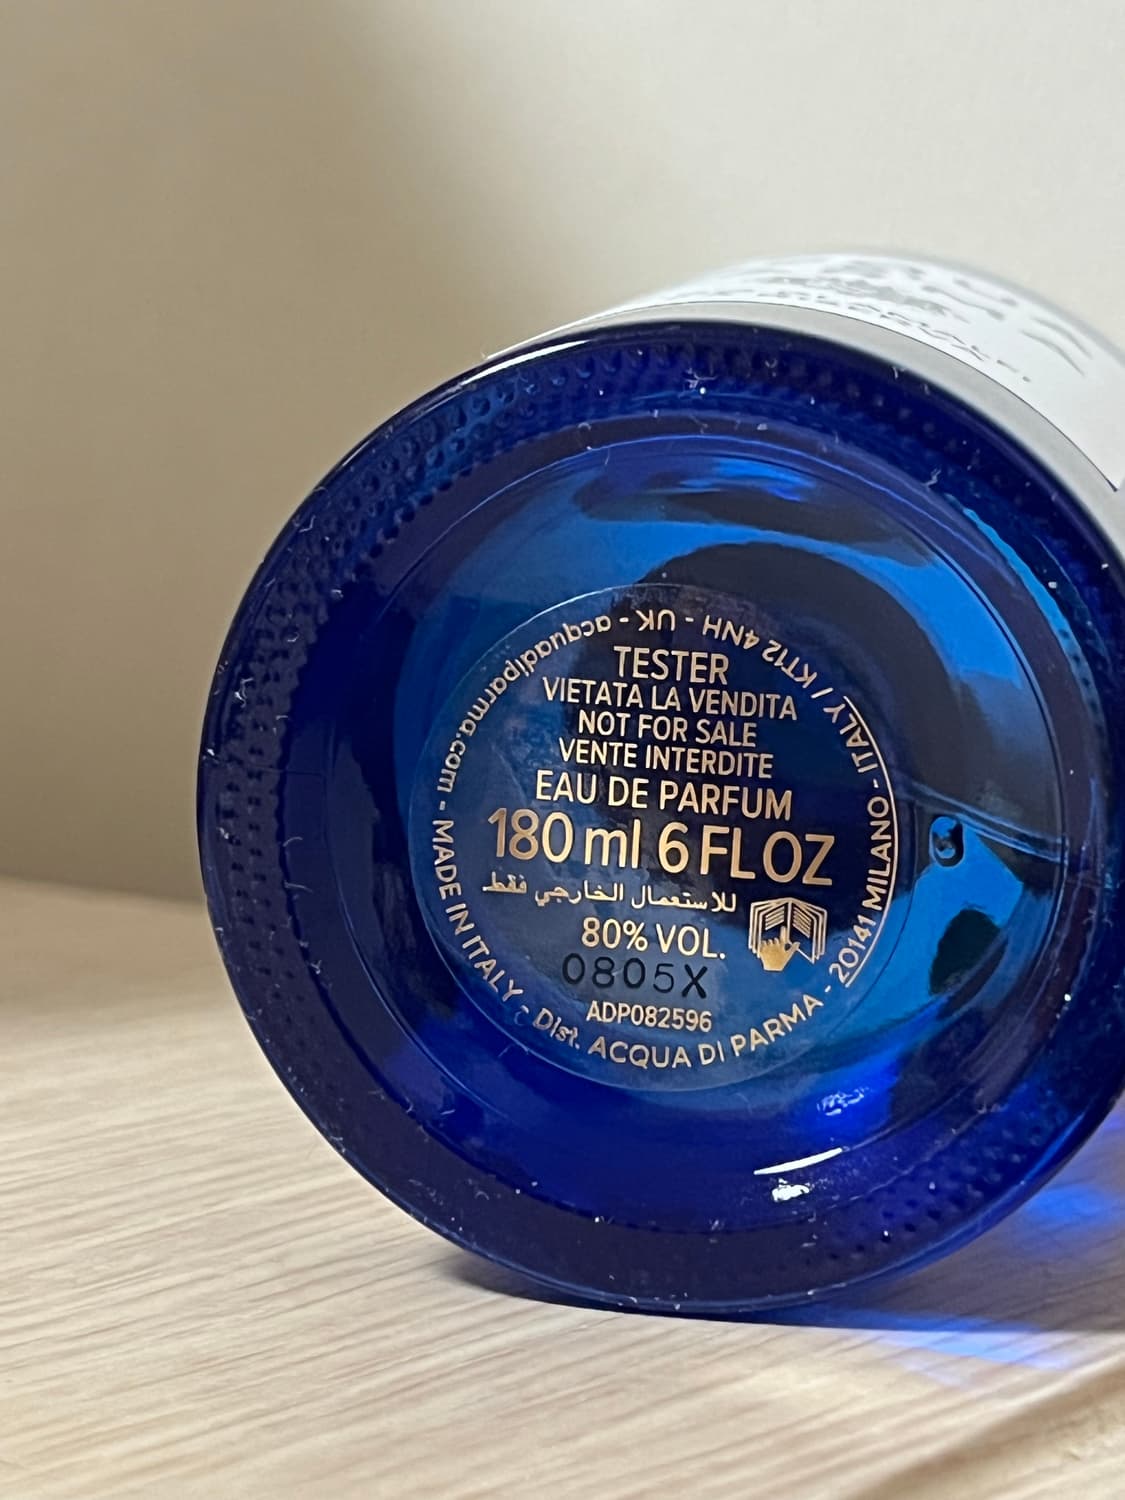 TESTER
VIETATA LA VENDITA
NOT FOR SALE
VENTE INTERDITE
EAU DE PARFUM
180 ml 6 FL OZ
للاستعمال الخارجي فقط
80% VOL.
0805X
ADP082596
MADE IN ITALY - Dist. ACQUA DI PARMA - 20141 MILANO - ITALY / KT12 4NH - UK - acquadiparma.com -